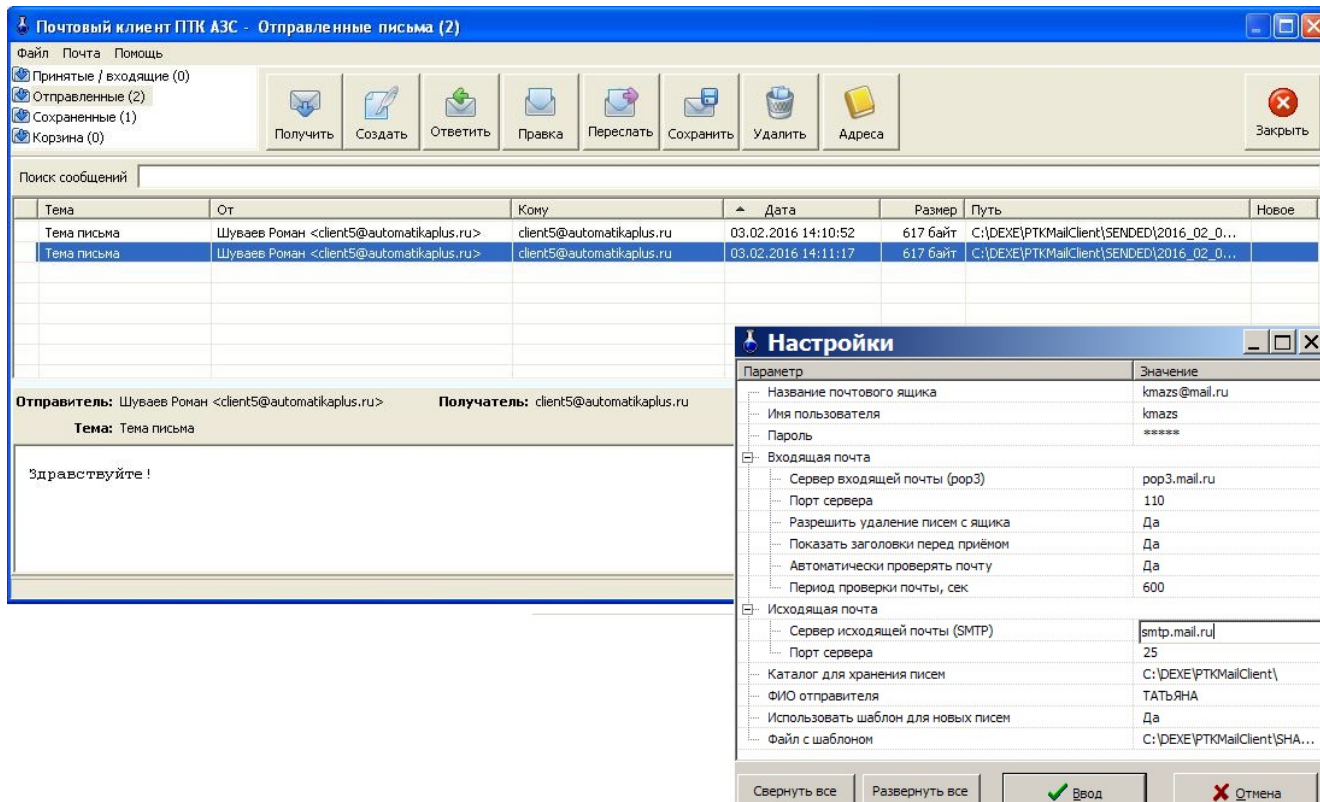 Почтовый клиент ПТК АЗС - Отправленные письма (2)
Файл Почта Помощь
Принятые / входящие (0)
Отправленные (2)
Сохраненные (1)
Корзина (0)
Получить Создать Ответить Правка Переслать Сохранить Удалить Адреса Закрыть
Поиск сообщений
Тема От Кому Дата Размер Путь Новое
Тема письма Шуваев Роман <client5@automatikaplus.ru> client5@automatikaplus.ru 03.02.2016 14:10:52 617 байт C:\DEXE\PTKMailClient\SENDED\2016_02_0...
Тема письма Шуваев Роман <client5@automatikaplus.ru> client5@automatikaplus.ru 03.02.2016 14:11:17 617 байт C:\DEXE\PTKMailClient\SENDED\2016_02_0...
Отправитель: Шуваев Роман <client5@automatikaplus.ru> Получатель: client5@automatikaplus.ru
Тема: Тема письма
Здравствуйте!
Настройки
Параметр Значение
Название почтового ящика kmazs@mail.ru
Имя пользователя kmazs
Пароль *****
Входящая почта
Сервер входящей почты (pop3) pop3.mail.ru
Порт сервера 110
Разрешить удаление писем с ящика Да
Показать заголовки перед приёмом Да
Автоматически проверять почту Да
Период проверки почты, сек 600
Исходящая почта
Сервер исходящей почты (SMTP) smtp.mail.ru
Порт сервера 25
Каталог для хранения писем C:\DEXE\PTKMailClient\
ФИО отправителя ТАТЬЯНА
Использовать шаблон для новых писем Да
Файл с шаблоном C:\DEXE\PTKMailClient\SHA...
Свернуть все Развернуть все Ввод Отмена